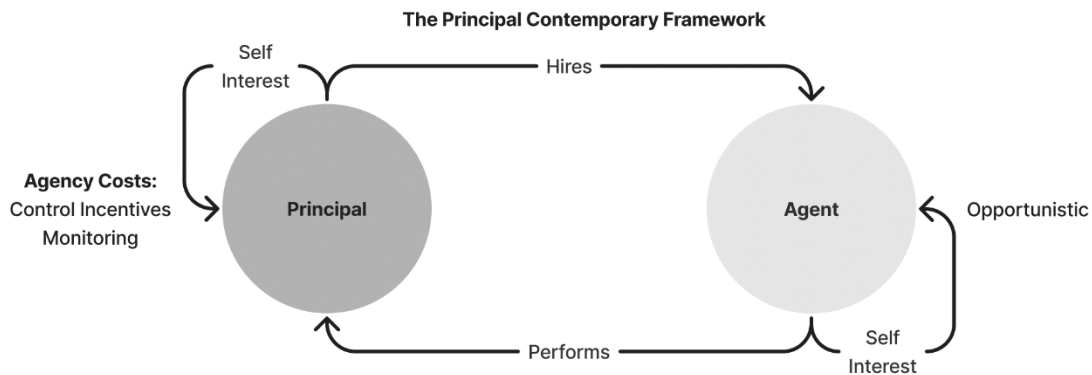 The Principal Contemporary Framework
Self
Interest
Hires
Agency Costs:
Control Incentives
Monitoring
Principal
Agent
Opportunistic
Performs
Self
Interest